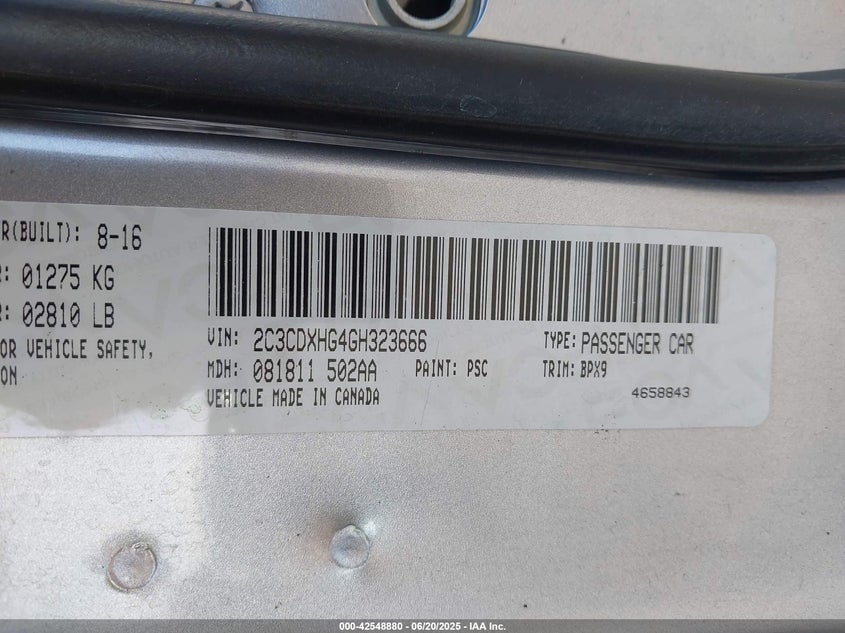 R(BUILT): 8-16
R: 01275 KG
R: 02810 LB
OR VEHICLE SAFETY,
ON
VIN: 2C3CDXHG4GH323666
TYPE: PASSENGER CAR
MDH: 081811 502AA
PAINT: PSC
TRIM: BPX9
VEHICLE MADE IN CANADA
4658843
000-42548880 - 06/20/2025 - IAA Inc.